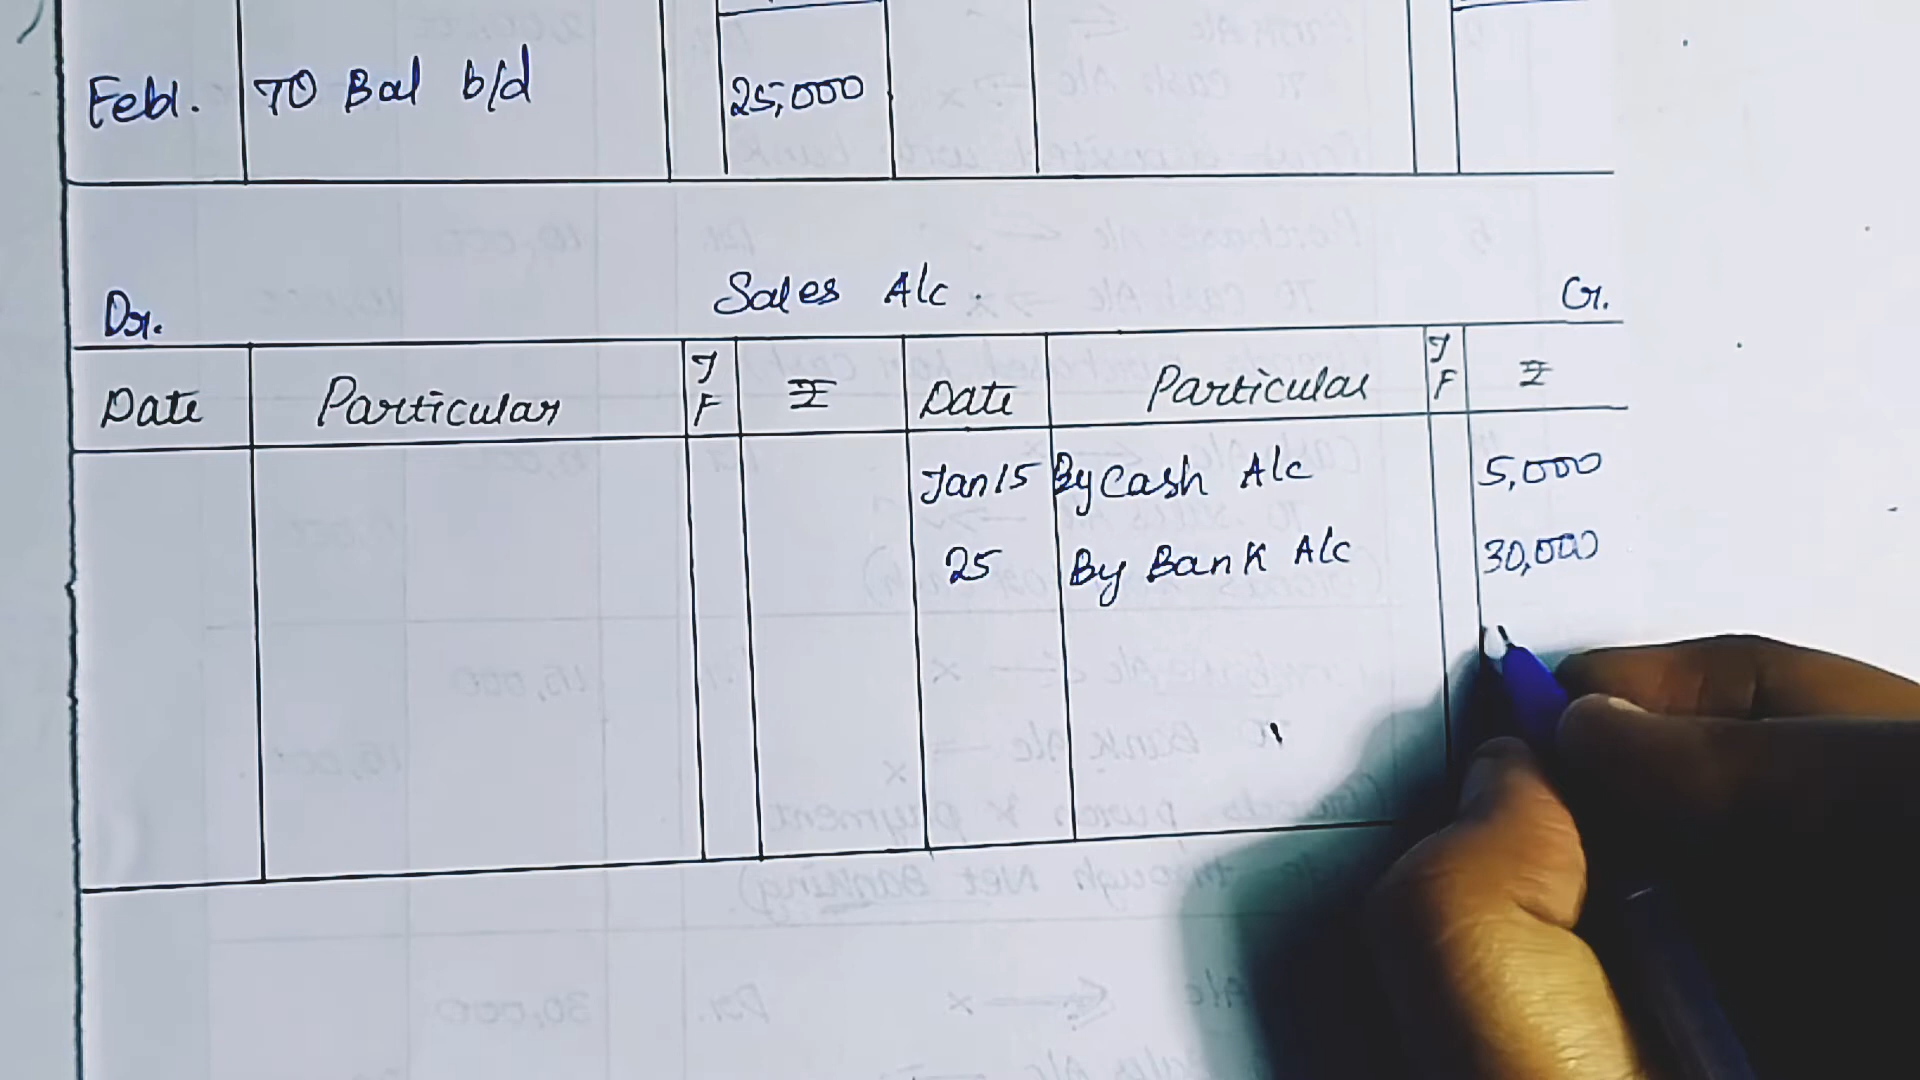 Feb1. TO Bal b/d 25,000
Sales A/c.
Dr. Cr.
Date Particular J F ₹ Date Particular J F ₹
Jan 15 By Cash A/c 5,000
25 By Bank A/c 30,000